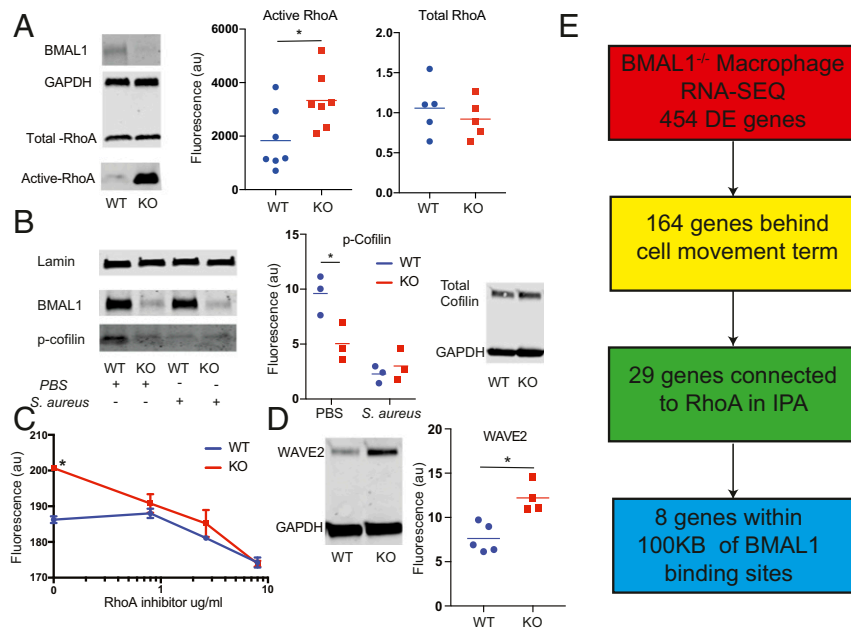 A
BMAL1
GAPDH
Total -RhoA
Active-RhoA
WT KO
Active RhoA
Fluorescence (au)
6000
4000
2000
0
*
WT KO
Total RhoA
2.0
1.5
1.0
0.5
0.0
WT KO
B
Lamin
BMAL1
p-cofilin
WT KO WT KO
PBS + + - -
S. aureus - - + +
p-Cofilin
Fluorescence (au)
15
10
5
0
*
WT
KO
PBS S. aureus
Total
Cofilin
GAPDH
WT KO
C
Fluorescence (au)
210
200
190
180
170
*
WT
KO
0 1 10
RhoA inhibitor ug/ml
D
WAVE2
GAPDH
WT KO
WAVE2
Fluorescence (au)
20
15
10
5
0
*
WT KO
E
BMAL1-/- Macrophage
RNA-SEQ
454 DE genes
164 genes behind
cell movement term
29 genes connected
to RhoA in IPA
8 genes within
100KB of BMAL1
binding sites